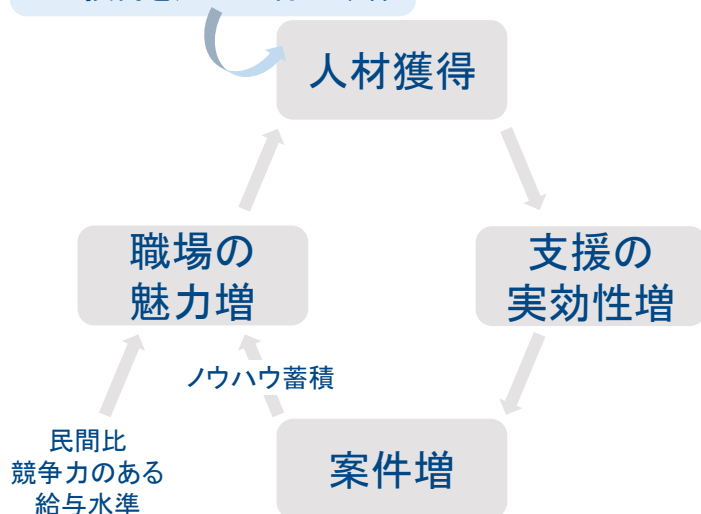 人材獲得
職場の
魅力増
支援の
実効性増
ノウハウ蓄積
案件増
民間比
競争力のある
給与水準